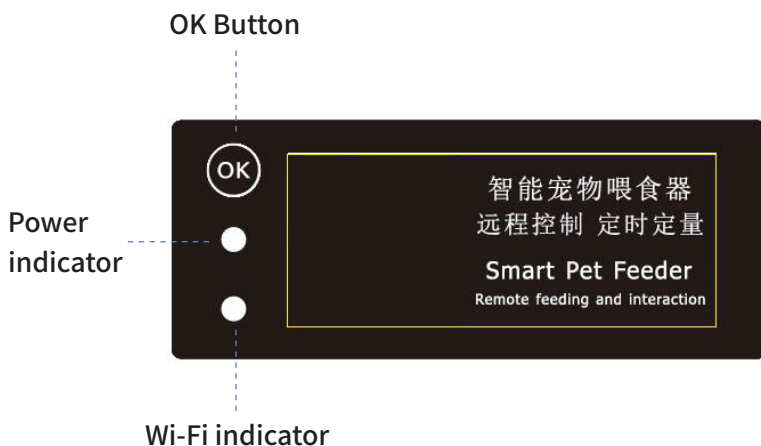 OK Button
OK
Power
indicator
智能宠物喂食器
远程控制 定时定量
Smart Pet Feeder
Remote feeding and interaction
Wi-Fi indicator